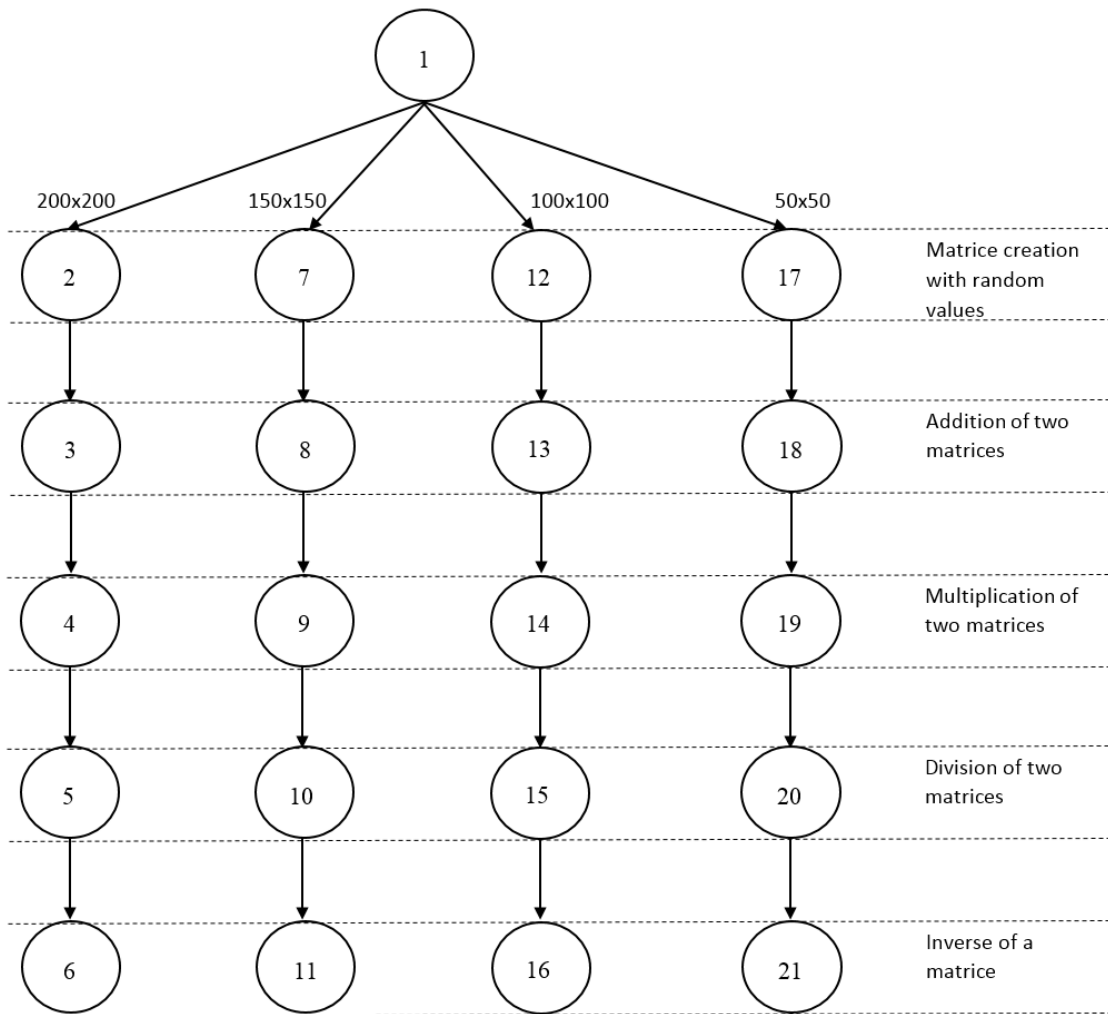 1
200x200
150x150
100x100
50x50
2
7
12
17
Matrice creation
with random
values
3
8
13
18
Addition of two
matrices
4
9
14
19
Multiplication of
two matrices
5
10
15
20
Division of two
matrices
6
11
16
21
Inverse of a
matrice